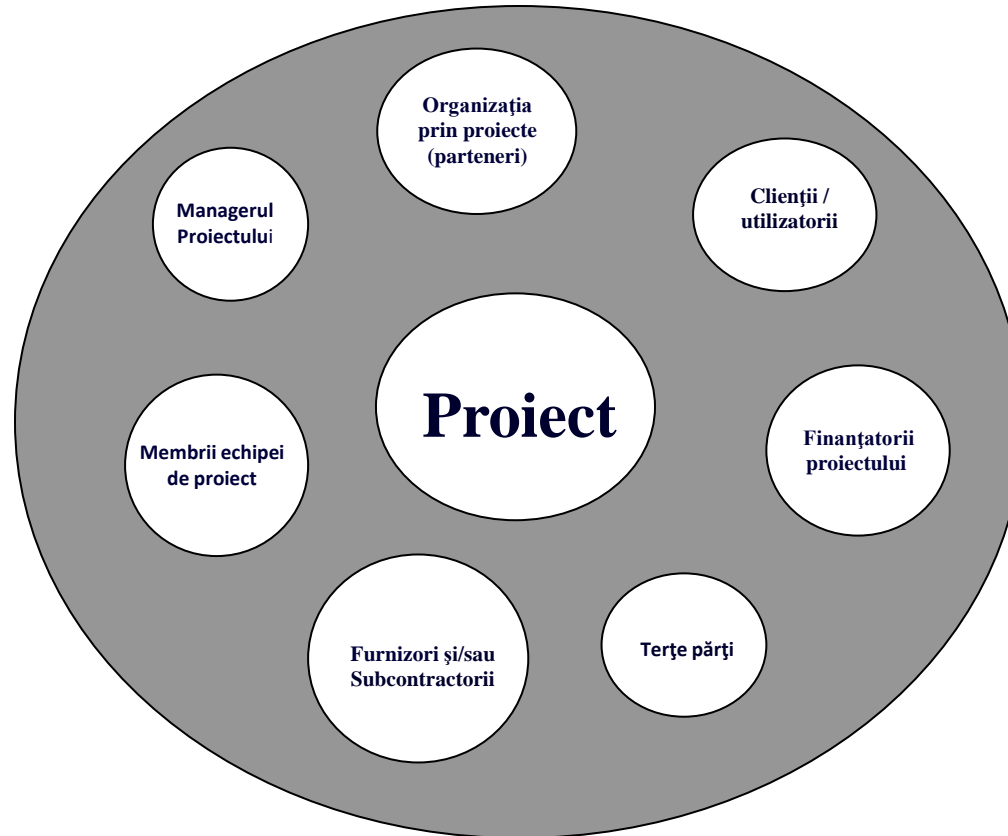 Organizaţia
prin proiecte
(parteneri)
Clienţii /
utilizatorii
Managerul
Proiectului
Proiect
Membrii echipei
de proiect
Finanţatorii
proiectului
Furnizori şi/sau
Subcontractorii
Terţe părţi